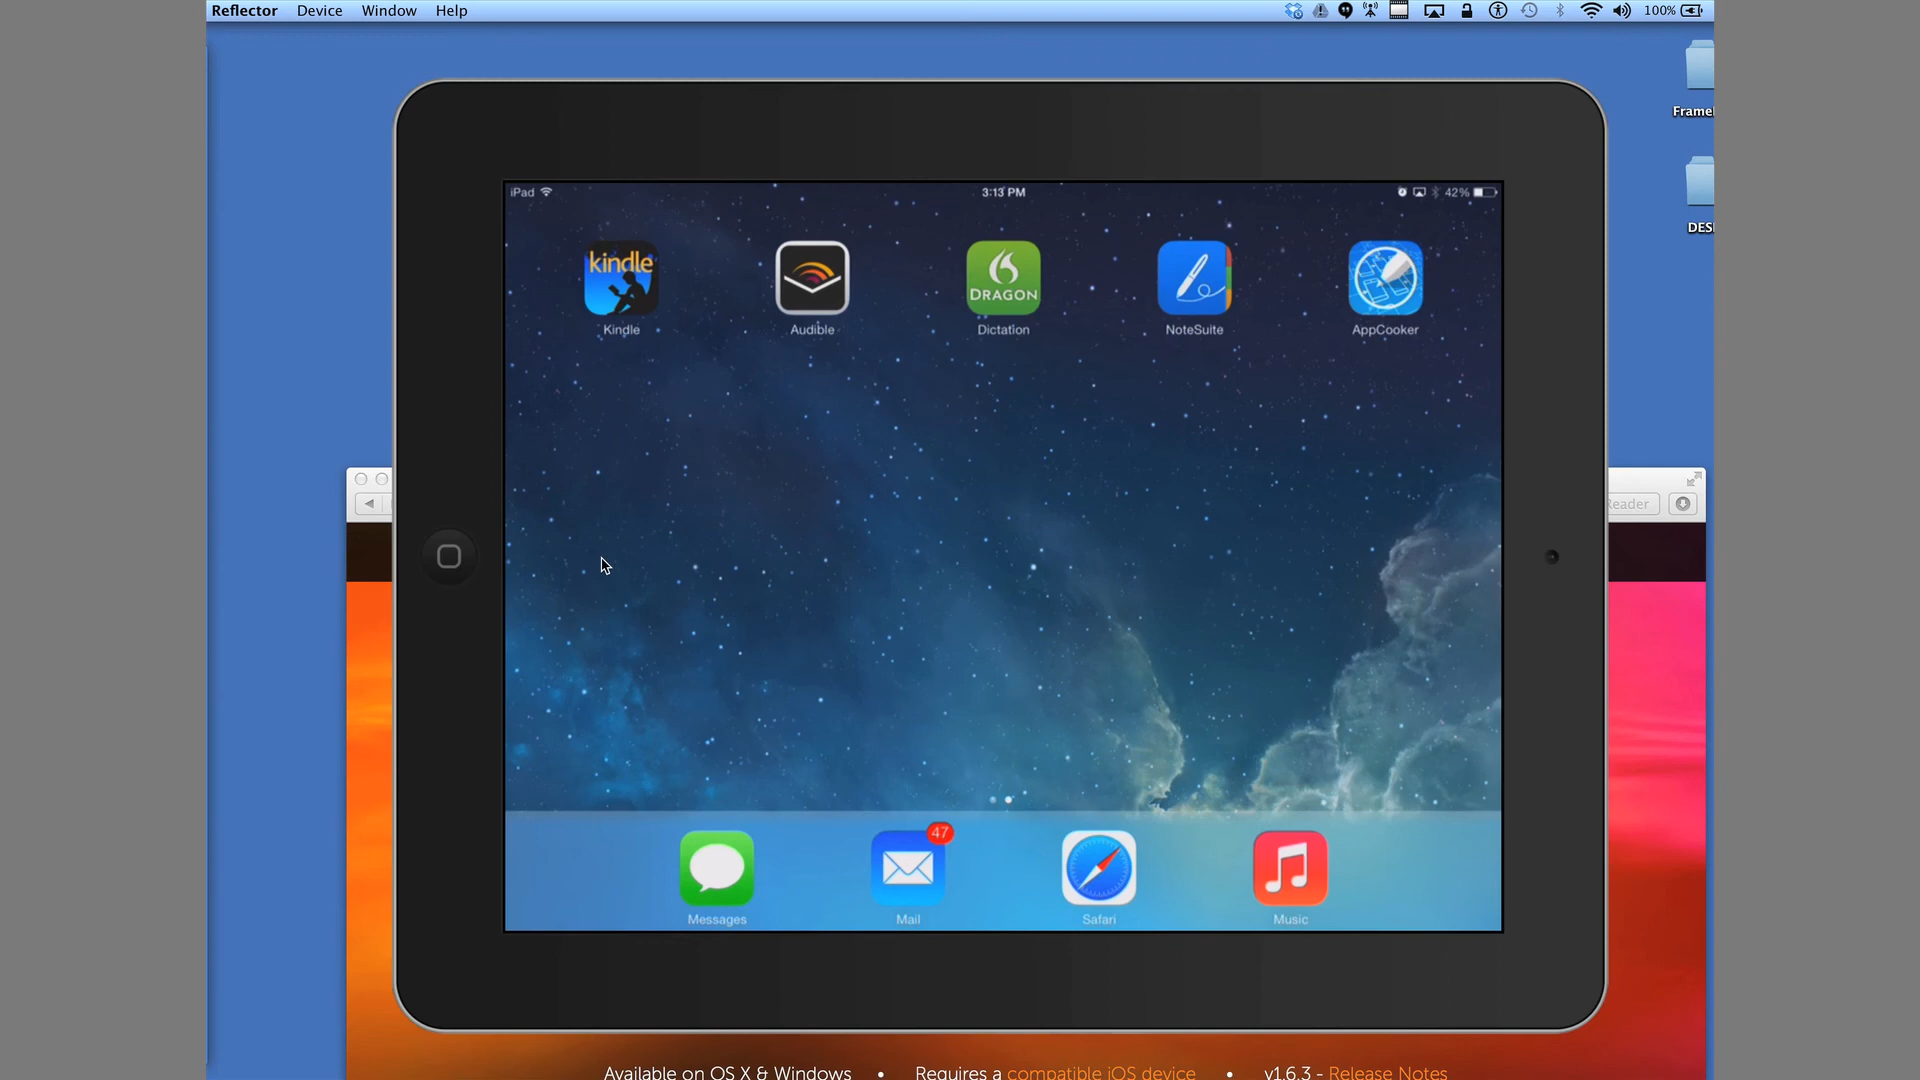 Reflector Device Window Help 100%
Frame
DES
iPad 3:13 PM 42%
kindle DRAGON
Kindle Audible Dictation NoteSuite AppCooker
Reader
47
Messages Mail Safari Music
Available on OS X & Windows • Requires a compatible iOS device • v1.6.3 - Release Notes